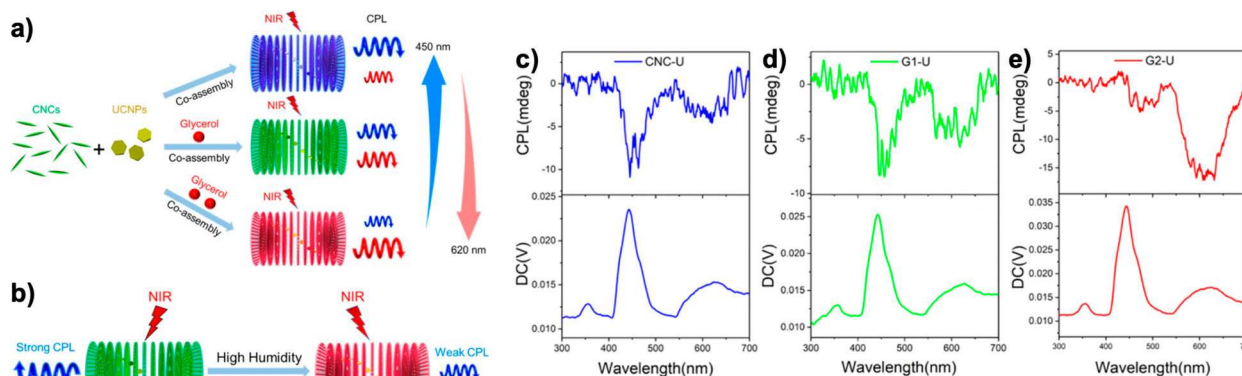 a)
NIR
CPL
450 nm
Co-assembly
CNCs
UCNPs
NIR
Glycerol
+
Co-assembly
Glycerol
Co-assembly
NIR
620 nm
b)
NIR
NIR
Strong CPL
High Humidity
Weak CPL
c)
CNC-U
CPL(mdeg)
5
0
-5
-10
DC(V)
0.025
0.020
0.015
0.010
300 400 500 600 700
Wavelength(nm)
d)
G1-U
CPL(mdeg)
0
-5
-10
DC(V)
0.025
0.020
0.015
0.010
300 400 500 600 700
Wavelength(nm)
e)
G2-U
CPL(mdeg)
5
0
-5
-10
-15
DC(V)
0.035
0.030
0.025
0.020
0.015
0.010
300 400 500 600 700
Wavelength(nm)